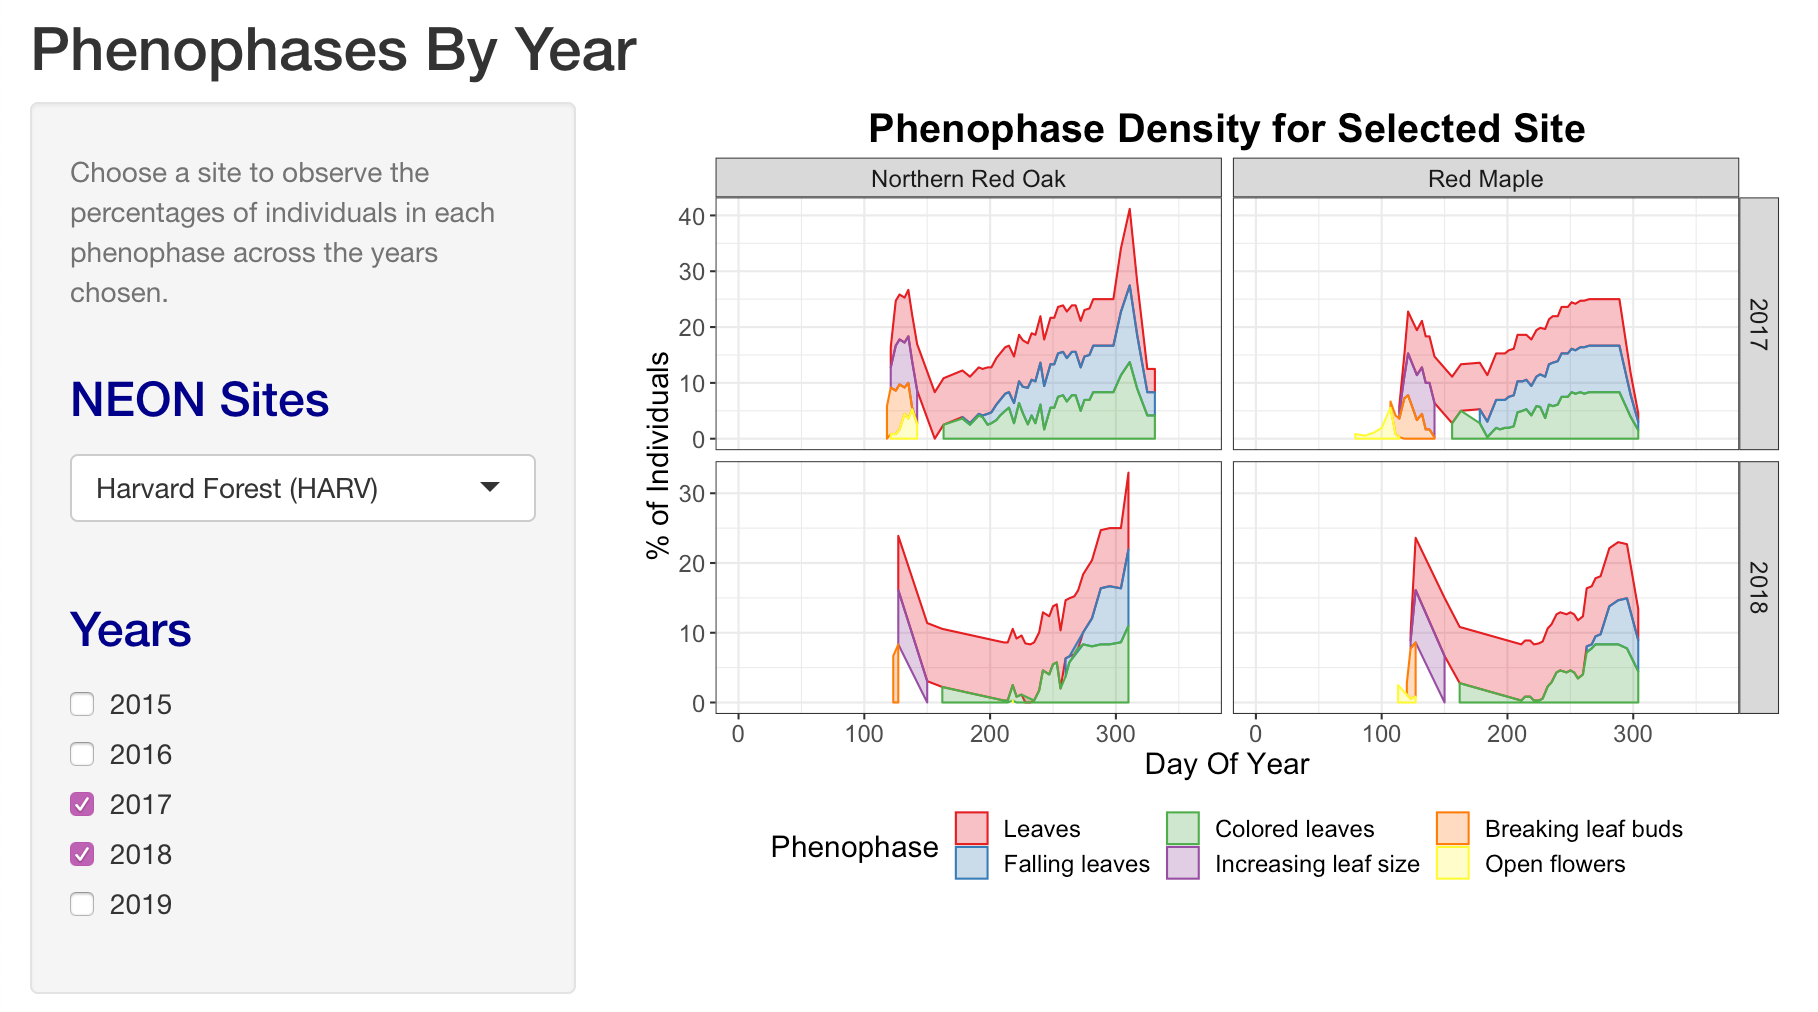 Phenophases By Year
Choose a site to observe the
percentages of individuals in each
phenophase across the years
chosen.
NEON Sites
Harvard Forest (HARV)
Years
2015
2016
2017
2018
2019
Phenophase Density for Selected Site
Northern Red Oak
Red Maple
40
30
20
10
0
2017
30
20
10
0
2018
% of Individuals
0 100 200 300
0 100 200 300
Day Of Year
Phenophase
Leaves
Colored leaves
Breaking leaf buds
Falling leaves
Increasing leaf size
Open flowers